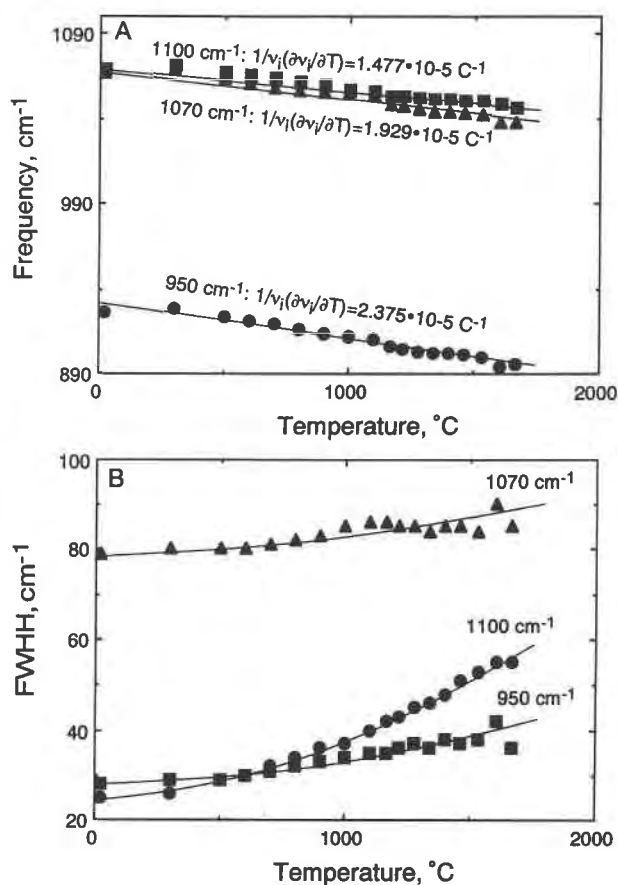 A
1090
1100 cm-1: 1/νi(∂νi/∂T)=1.477•10-5 C-1
1070 cm-1: 1/νi(∂νi/∂T)=1.929•10-5 C-1
990
950 cm-1: 1/νi(∂νi/∂T)=2.375•10-5 C-1
890
Frequency, cm-1
0
1000
2000
Temperature, °C
B
100
80
60
40
20
FWHH, cm-1
1070 cm-1
1100 cm-1
950 cm-1
0
1000
2000
Temperature, °C